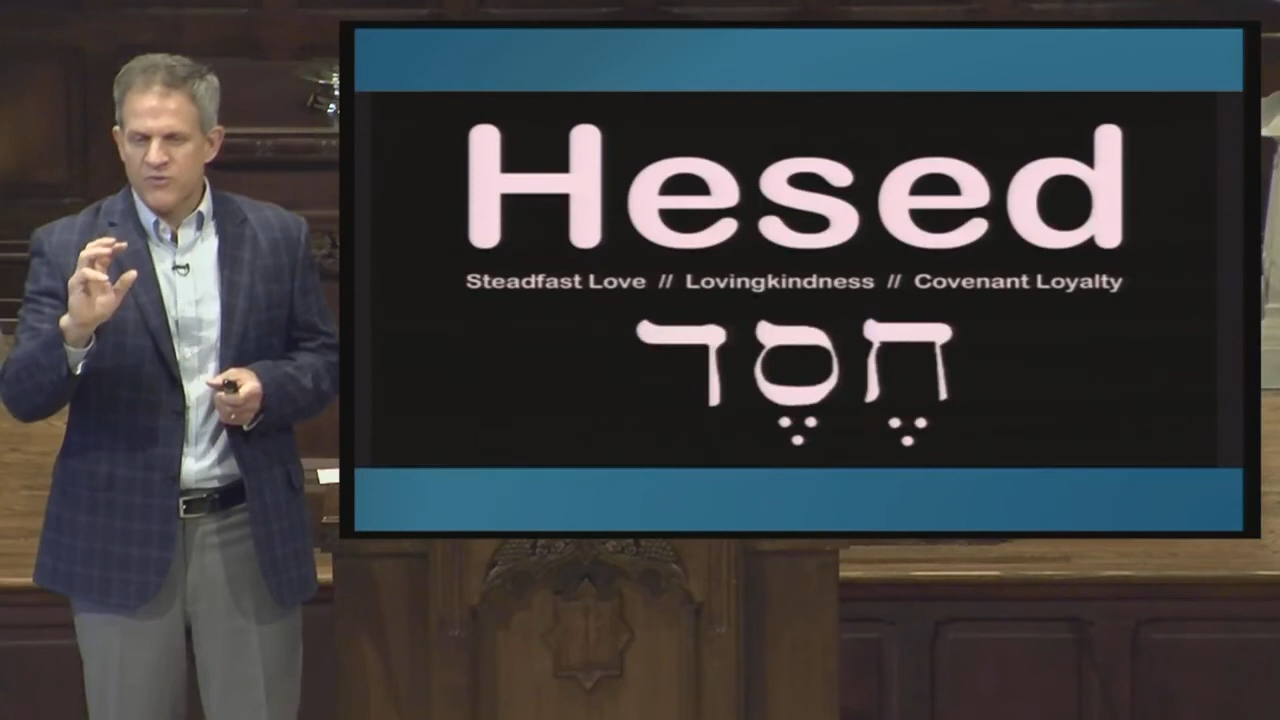 Hesed
Steadfast Love // Lovingkindness // Covenant Loyalty
חֶסֶד